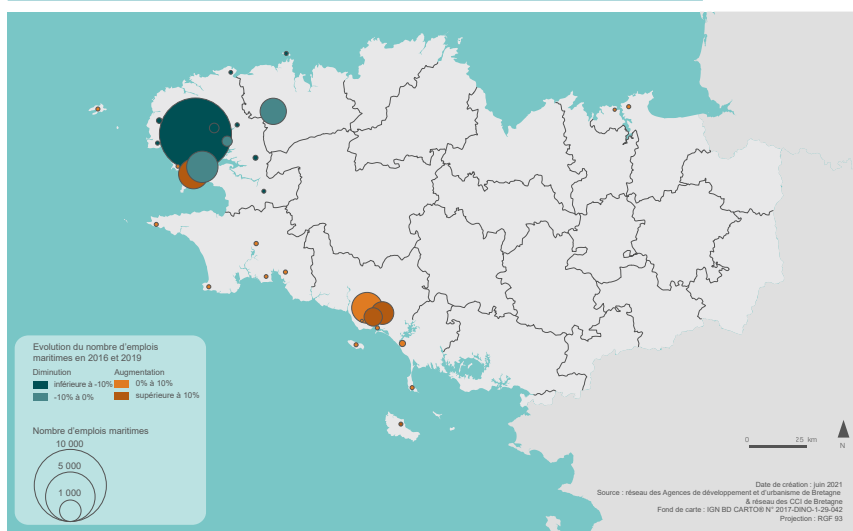 Evolution du nombre d'emplois
maritimes en 2016 et 2019
Diminution
Augmentation
inférieure à -10%
0% à 10%
-10% à 0%
supérieure à 10%
Nombre d'emplois maritimes
10 000
5 000
1 000
0 25 km
N
Date de création : juin 2021
Source : réseau des Agences de développement et d'urbanisme de Bretagne
& réseau des CCI de Bretagne
Fond de carte : IGN BD CARTO® N° 2017-DINO-1-29-042
Projection : RGF 93